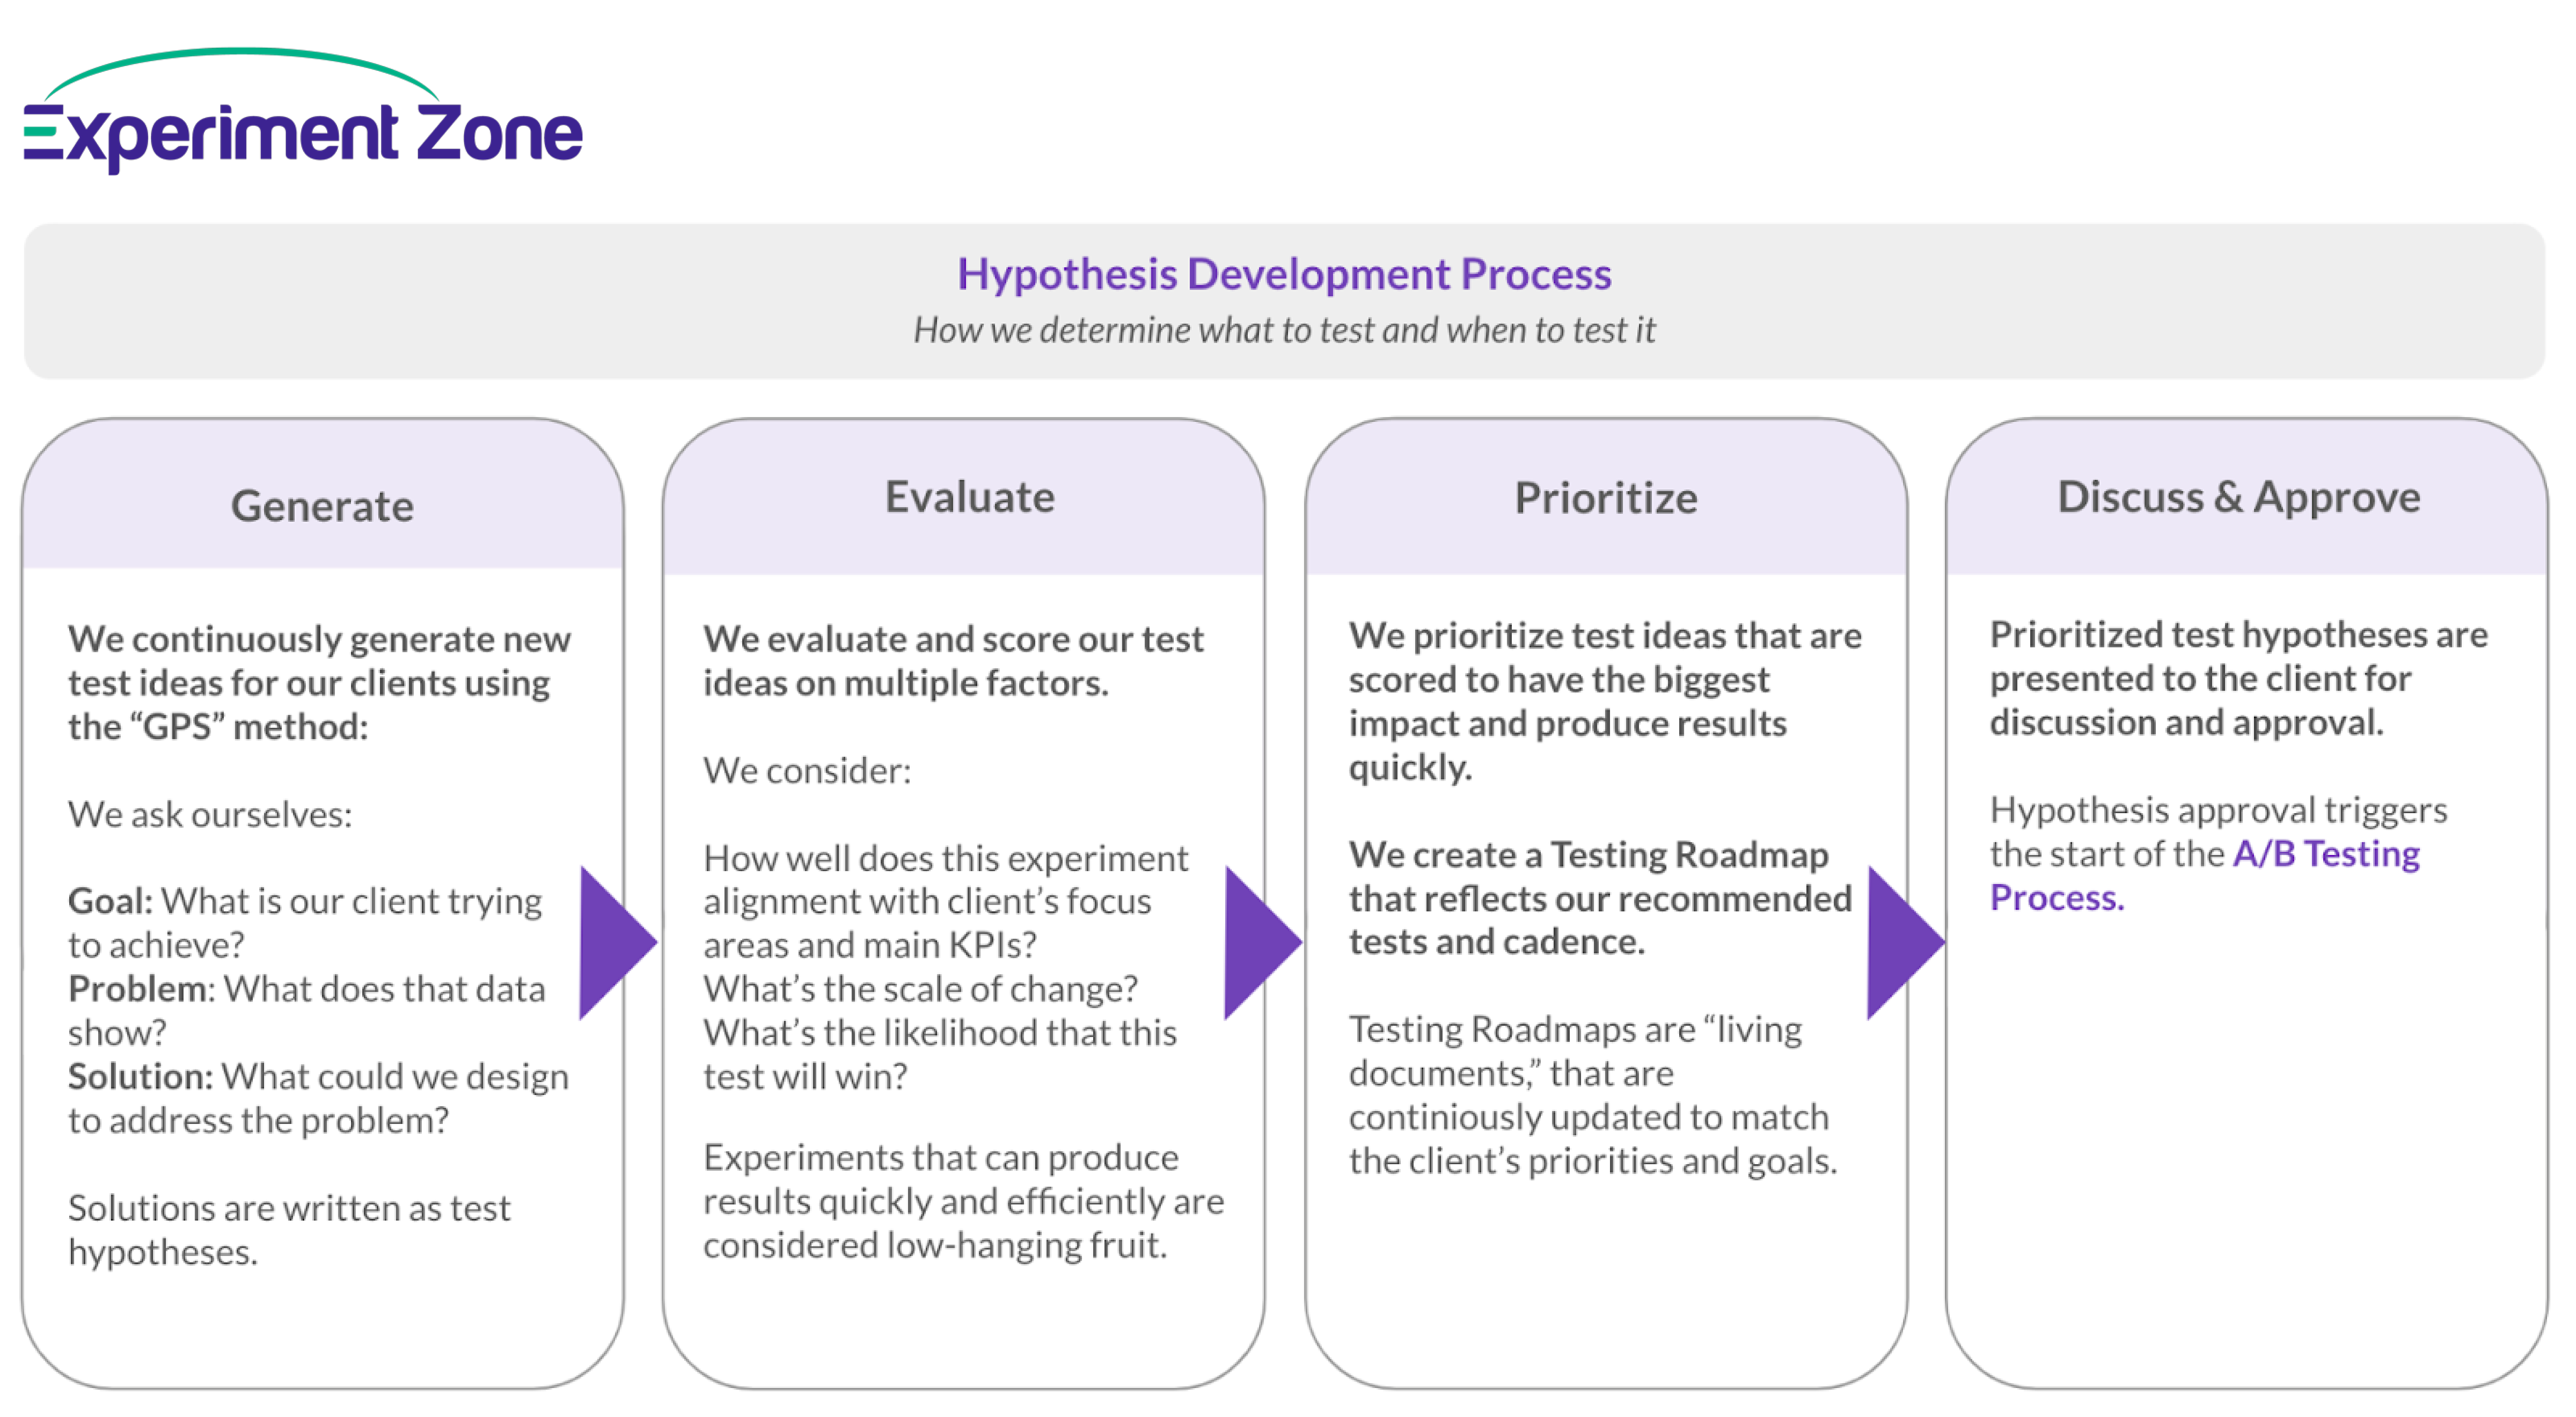 Experiment Zone
Hypothesis Development Process
How we determine what to test and when to test it
Generate
We continuously generate new
test ideas for our clients using
the “GPS” method:
We ask ourselves:
Goal: What is our client trying
to achieve?
Problem: What does that data
show?
Solution: What could we design
to address the problem?
Solutions are written as test
hypotheses.
Evaluate
We evaluate and score our test
ideas on multiple factors.
We consider:
How well does this experiment
alignment with client’s focus
areas and main KPIs?
What’s the scale of change?
What’s the likelihood that this
test will win?
Experiments that can produce
results quickly and efficiently are
considered low-hanging fruit.
Prioritize
We prioritize test ideas that are
scored to have the biggest
impact and produce results
quickly.
We create a Testing Roadmap
that reflects our recommended
tests and cadence.
Testing Roadmaps are “living
documents,” that are
continiously updated to match
the client’s priorities and goals.
Discuss & Approve
Prioritized test hypotheses are
presented to the client for
discussion and approval.
Hypothesis approval triggers
the start of the A/B Testing
Process.